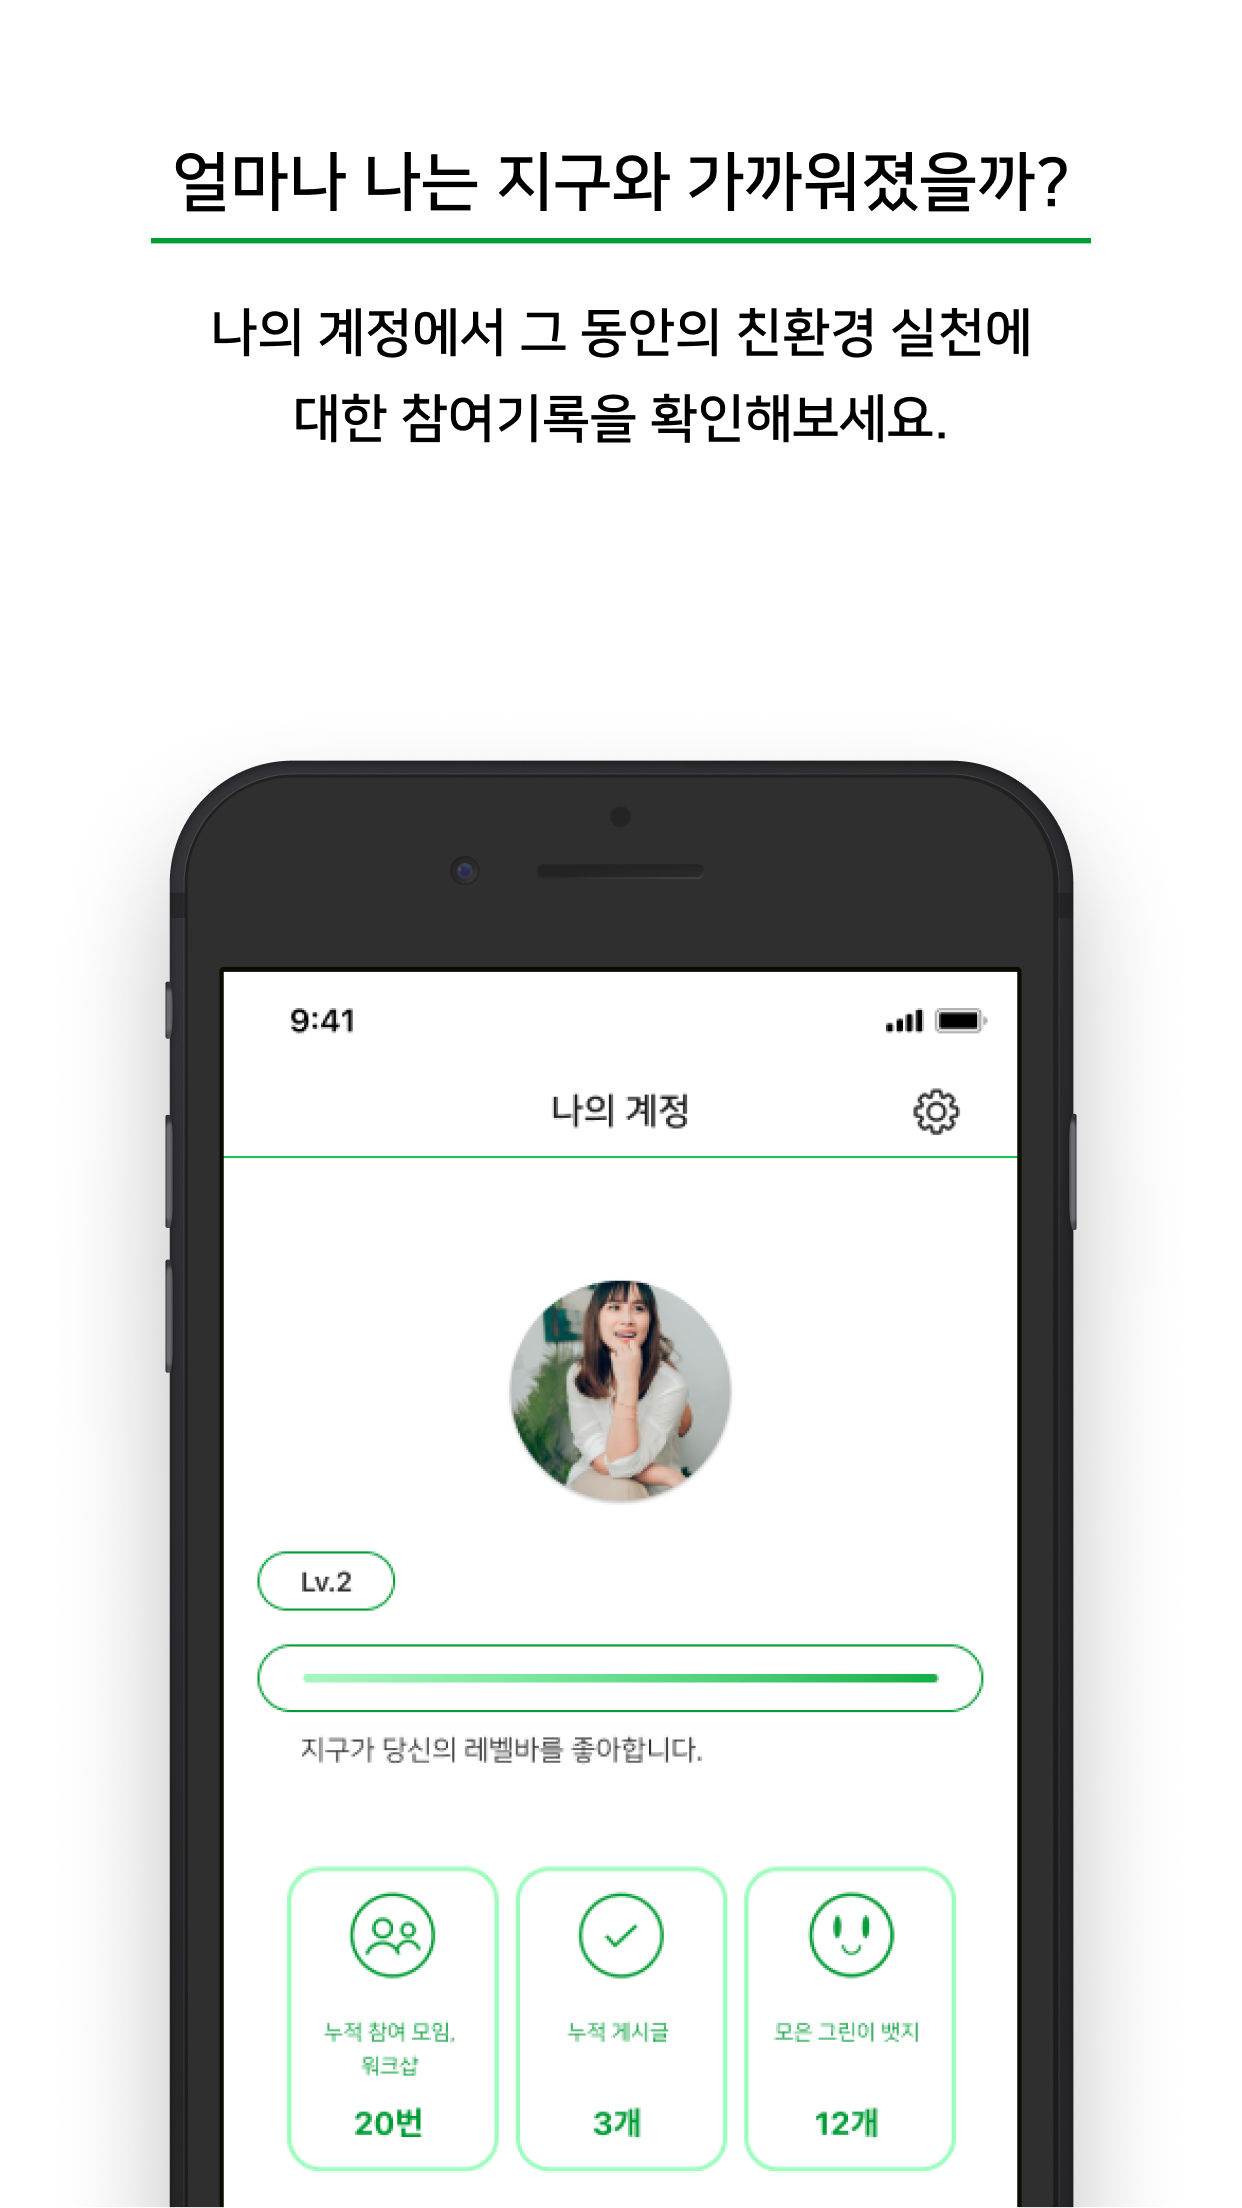 얼마나 나는 지구와 가까워졌을까?
나의 계정에서 그 동안의 친환경 실천에
대한 참여기록을 확인해보세요.
9:41
나의 계정
Lv.2
지구가 당신의 레벨바를 좋아합니다.
누적 참여 모임,
워크샵
20번
누적 게시글
3개
모은 그린이 뱃지
12개